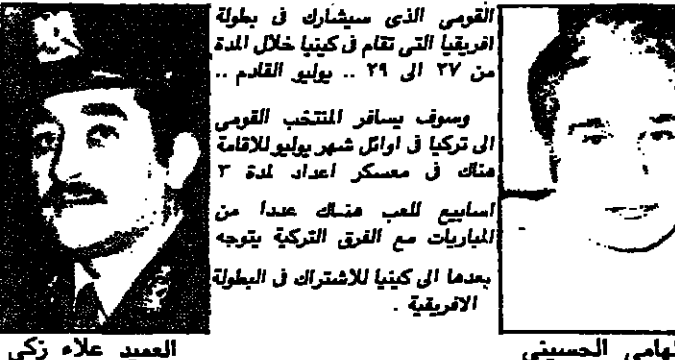 القومى الذى سيشارك فى بطولة
افريقيا التى تقام فى كينيا خلال المدة
من ٢٧ الى ٢٩ .. يوليو القادم ..
وسوف يسافر المنتخب القومى
الى تركيا فى اوائل شهر يوليو للاقامة
هناك فى معسكر اعداد لمدة ٣
اسابيع للعب هناك عددا من
المباريات مع الفرق التركية يتوجه
بعدها الى كينيا للاشتراك فى البطولة
الافريقية .
العميد علاء زكى
الحسينى